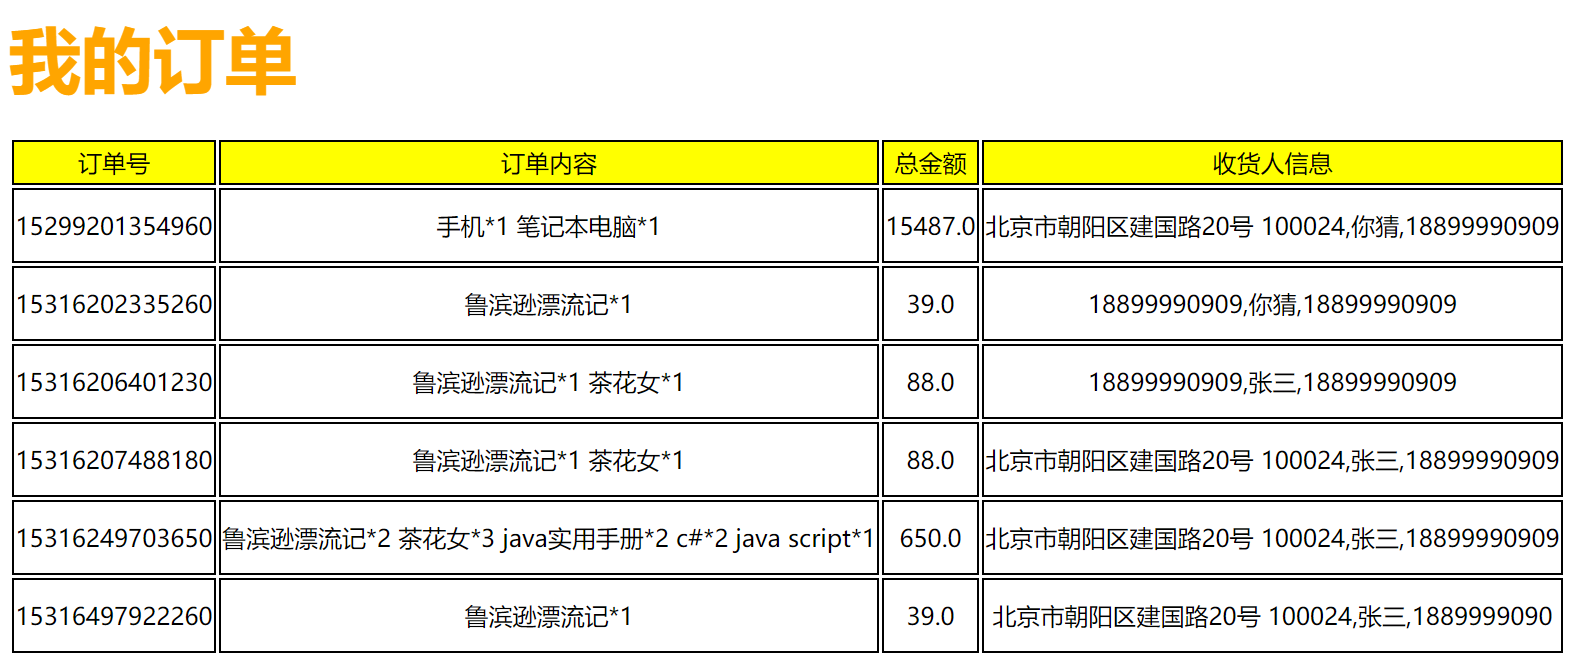 我的订单
订单号 订单内容 总金额 收货人信息
15299201354960 手机*1 笔记本电脑*1 15487.0 北京市朝阳区建国路20号 100024,你猜,18899990909
15316202335260 鲁滨逊漂流记*1 39.0 18899990909,你猜,18899990909
15316206401230 鲁滨逊漂流记*1 茶花女*1 88.0 18899990909,张三,18899990909
15316207488180 鲁滨逊漂流记*1 茶花女*1 88.0 北京市朝阳区建国路20号 100024,张三,18899990909
15316249703650 鲁滨逊漂流记*2 茶花女*3 java实用手册*2 c#*2 java script*1 650.0 北京市朝阳区建国路20号 100024,张三,18899990909
15316497922260 鲁滨逊漂流记*1 39.0 北京市朝阳区建国路20号 100024,张三,1889999090